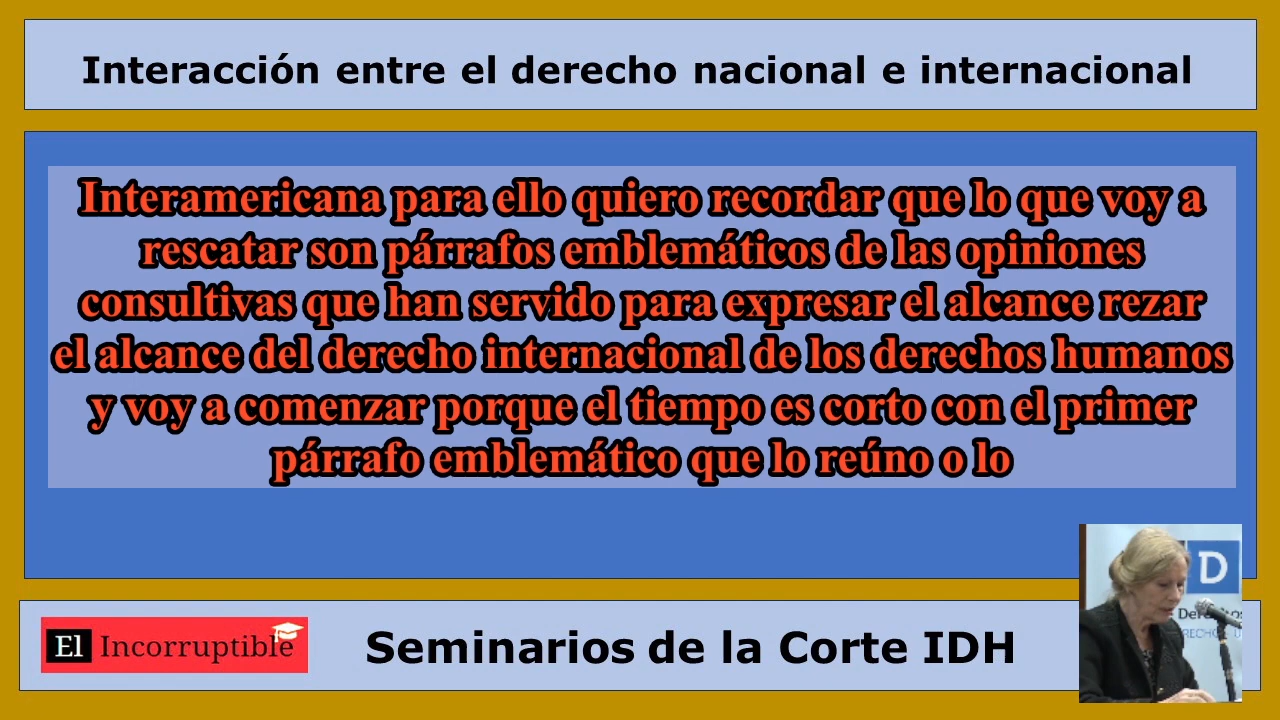 Interacción entre el derecho nacional e internacional
Interamericana para ello quiero recordar que lo que voy a
rescatar son párrafos emblemáticos de las opiniones
consultivas que han servido para expresar el alcance rezar
el alcance del derecho internacional de los derechos humanos
y voy a comenzar porque el tiempo es corto con el primer
párrafo emblemático que lo reúno o lo
D
Derechos
El Incorruptible
Seminarios de la Corte IDH